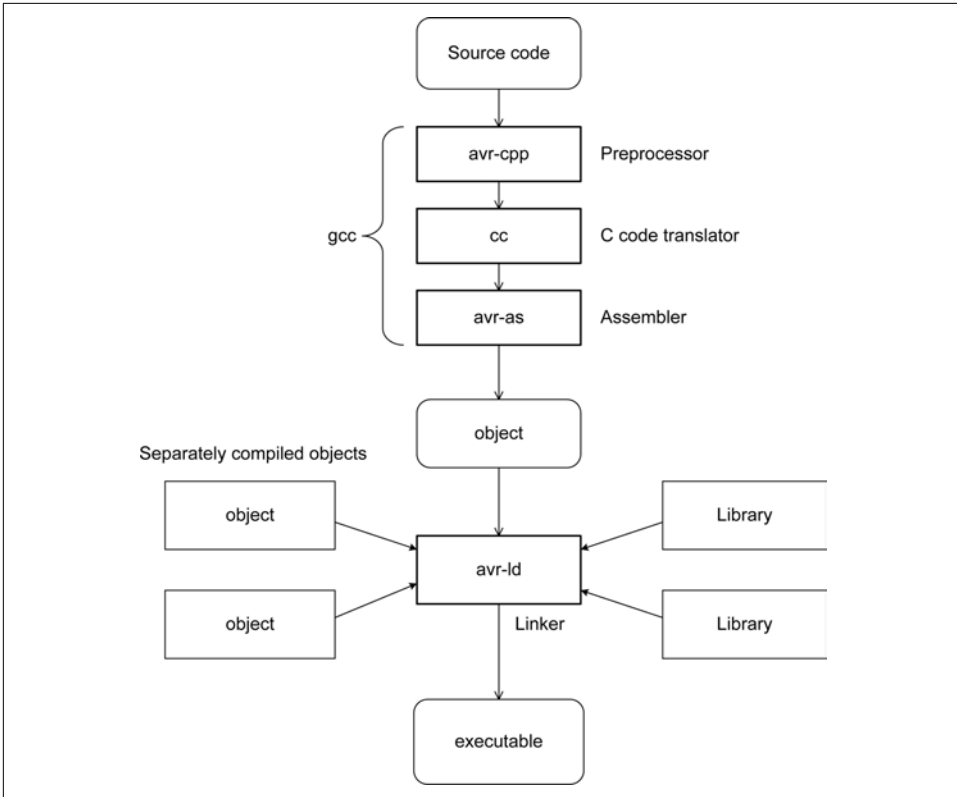 Source code
avr-cpp
Preprocessor
gcc
cc
C code translator
avr-as
Assembler
object
Separately compiled objects
object
Library
avr-ld
object
Linker
Library
executable